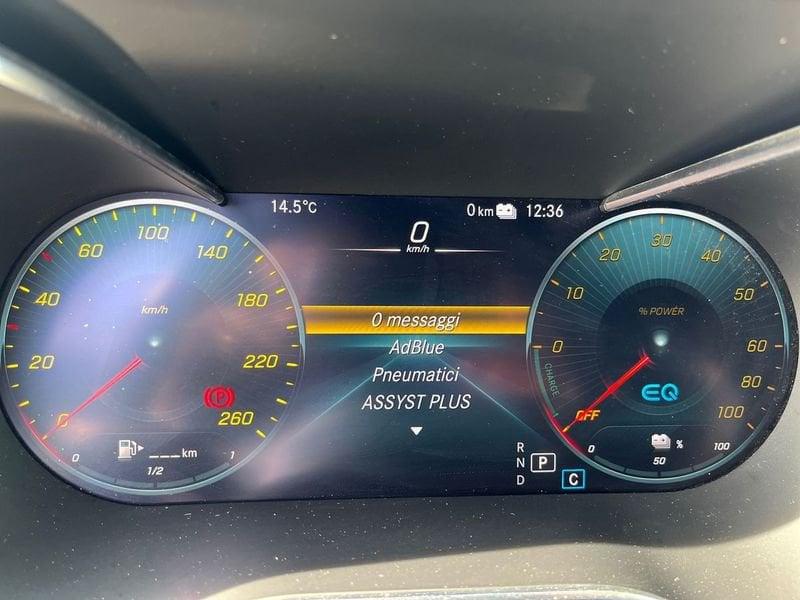 14.5°C
0 km 12:36
0
km/h
0 20 40 60 100 140 180 220 260
km/h
P
--- km
0 1/2 1
0 messaggi
AdBlue
Pneumatici
ASSYST PLUS
R
N P
D C
OFF 0 10 20 30 40 50 60 80 100
% POWER
CHARGE
EQ
%
0 50 100